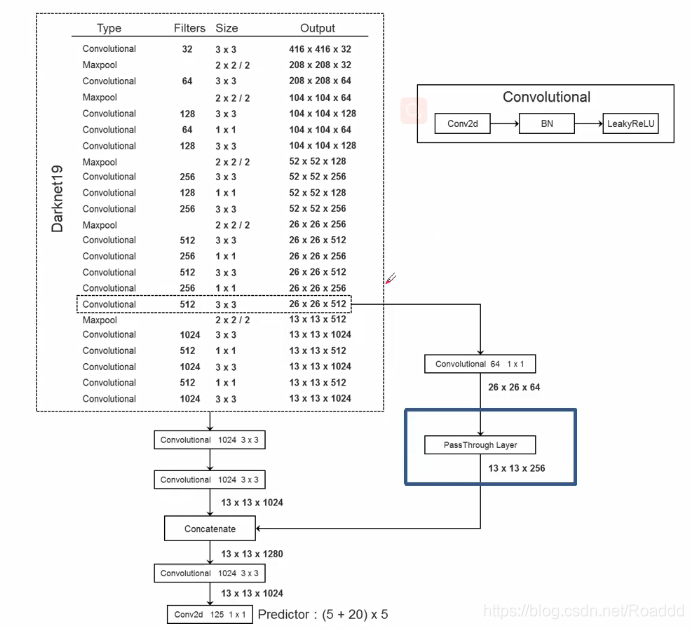 Darknet19
Type Filters Size Output
Convolutional 32 3 x 3 416 x 416 x 32
Maxpool 2 x 2 / 2 208 x 208 x 32
Convolutional 64 3 x 3 208 x 208 x 64
Maxpool 2 x 2 / 2 104 x 104 x 64
Convolutional 128 3 x 3 104 x 104 x 128
Convolutional 64 1 x 1 104 x 104 x 64
Convolutional 128 3 x 3 104 x 104 x 128
Maxpool 2 x 2 / 2 52 x 52 x 128
Convolutional 256 3 x 3 52 x 52 x 256
Convolutional 128 1 x 1 52 x 52 x 128
Convolutional 256 3 x 3 52 x 52 x 256
Maxpool 2 x 2 / 2 26 x 26 x 256
Convolutional 512 3 x 3 26 x 26 x 512
Convolutional 256 1 x 1 26 x 26 x 256
Convolutional 512 3 x 3 26 x 26 x 512
Convolutional 256 1 x 1 26 x 26 x 256
Convolutional 512 3 x 3 26 x 26 x 512
Maxpool 2 x 2 / 2 13 x 13 x 512
Convolutional 1024 3 x 3 13 x 13 x 1024
Convolutional 512 1 x 1 13 x 13 x 512
Convolutional 1024 3 x 3 13 x 13 x 1024
Convolutional 512 1 x 1 13 x 13 x 512
Convolutional 1024 3 x 3 13 x 13 x 1024
Convolutional
Conv2d BN LeakyReLU
Convolutional 64 1 x 1
26 x 26 x 64
PassThrough Layer
13 x 13 x 256
Convolutional 1024 3 x 3
Convolutional 1024 3 x 3
13 x 13 x 1024
Concatenate
13 x 13 x 1280
Convolutional 1024 3 x 3
13 x 13 x 1024
Conv2d 125 1 x 1 Predictor : (5 + 20) x 5
https://blog.csdn.net/Roaddd